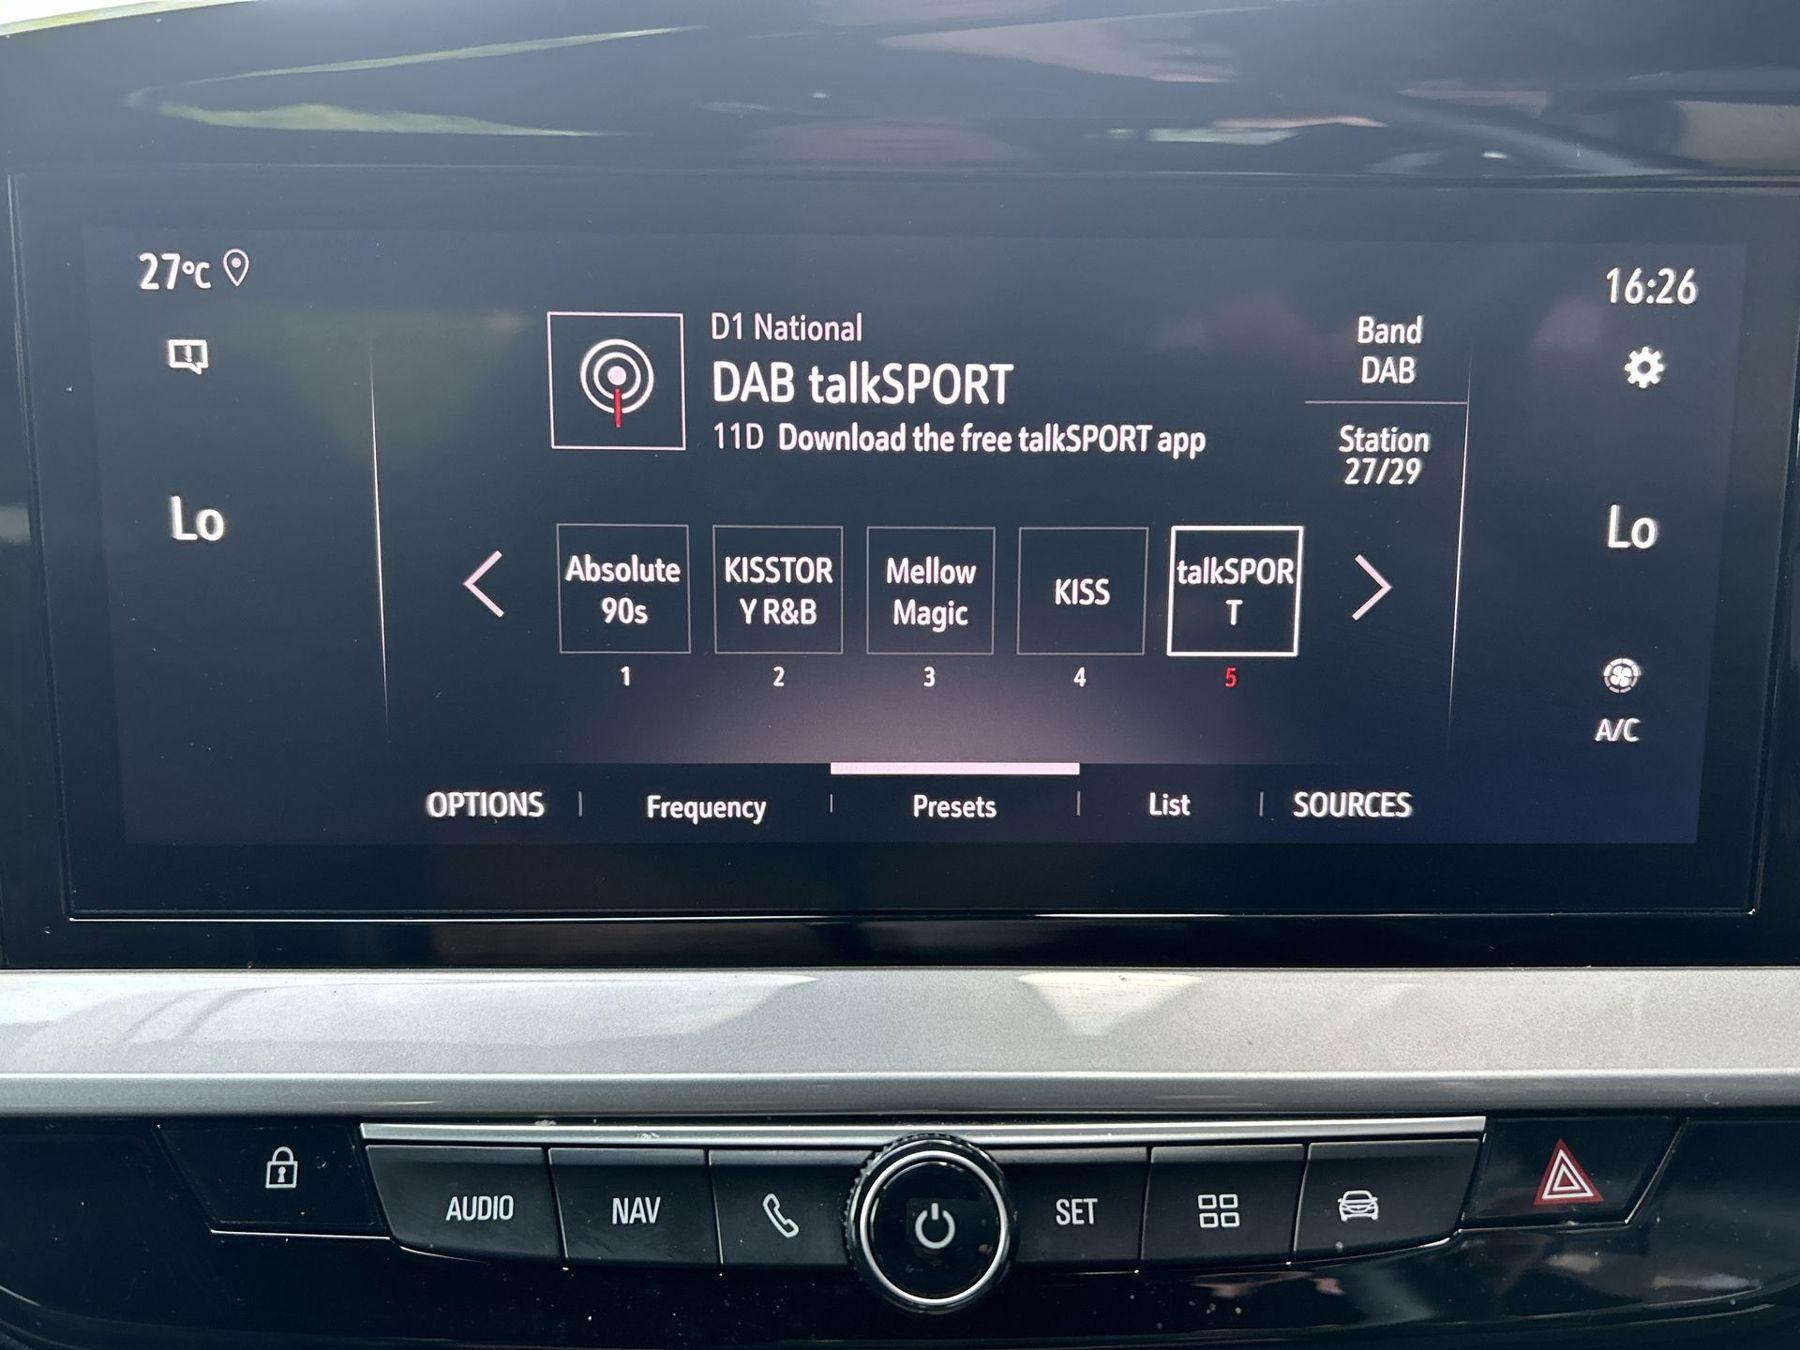 27°C
16:26
D1 National
DAB talkSPORT
11D Download the free talkSPORT app
Band
DAB
Station
27/29
Lo
Lo
Absolute
90s
KISSTOR
Y R&B
Mellow
Magic
KISS
talkSPOR
T
1
2
3
4
5
A/C
OPTIONS
Frequency
Presets
List
SOURCES
AUDIO
NAV
SET